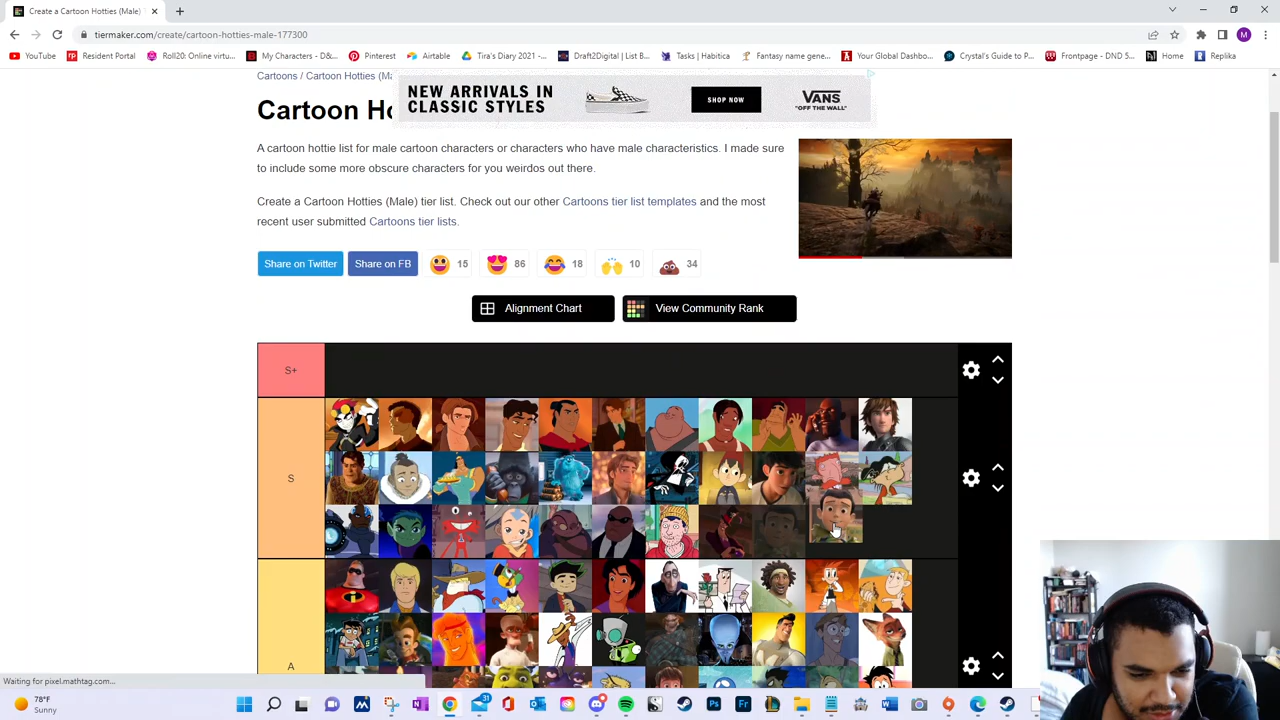 Create a Cartoon Hotties (Male)
tiermaker.com/create/cartoon-hotties-male-177300
M
YouTube
Resident Portal
Roll20: Online virtu...
My.Characters - D&...
Pinterest
Airtable
Tira's Diary 2021 -...
Draft2Digital | List B...
Tasks | Habitica
Fantasy name gene...
Your Global Dashbo...
Crystal's Guide to P...
Frontpage - DND 5...
Home
Replika
Cartoons / Cartoon Hotties (Ma
NEW ARRIVALS IN
CLASSIC STYLES
SHOP NOW
VANS
"OFF THE WALL"
Cartoon Ho
A cartoon hottie list for male cartoon characters or characters who have male characteristics. I made sure
to include some more obscure characters for you weirdos out there.
Create a Cartoon Hotties (Male) tier list. Check out our other Cartoons tier list templates and the most
recent user submitted Cartoons tier lists.
Share on Twitter
Share on FB
15
86
18
10
34
Alignment Chart
View Community Rank
S+
S
A
Waiting for pixel.mathtag.com...
78°F
Sunny
31